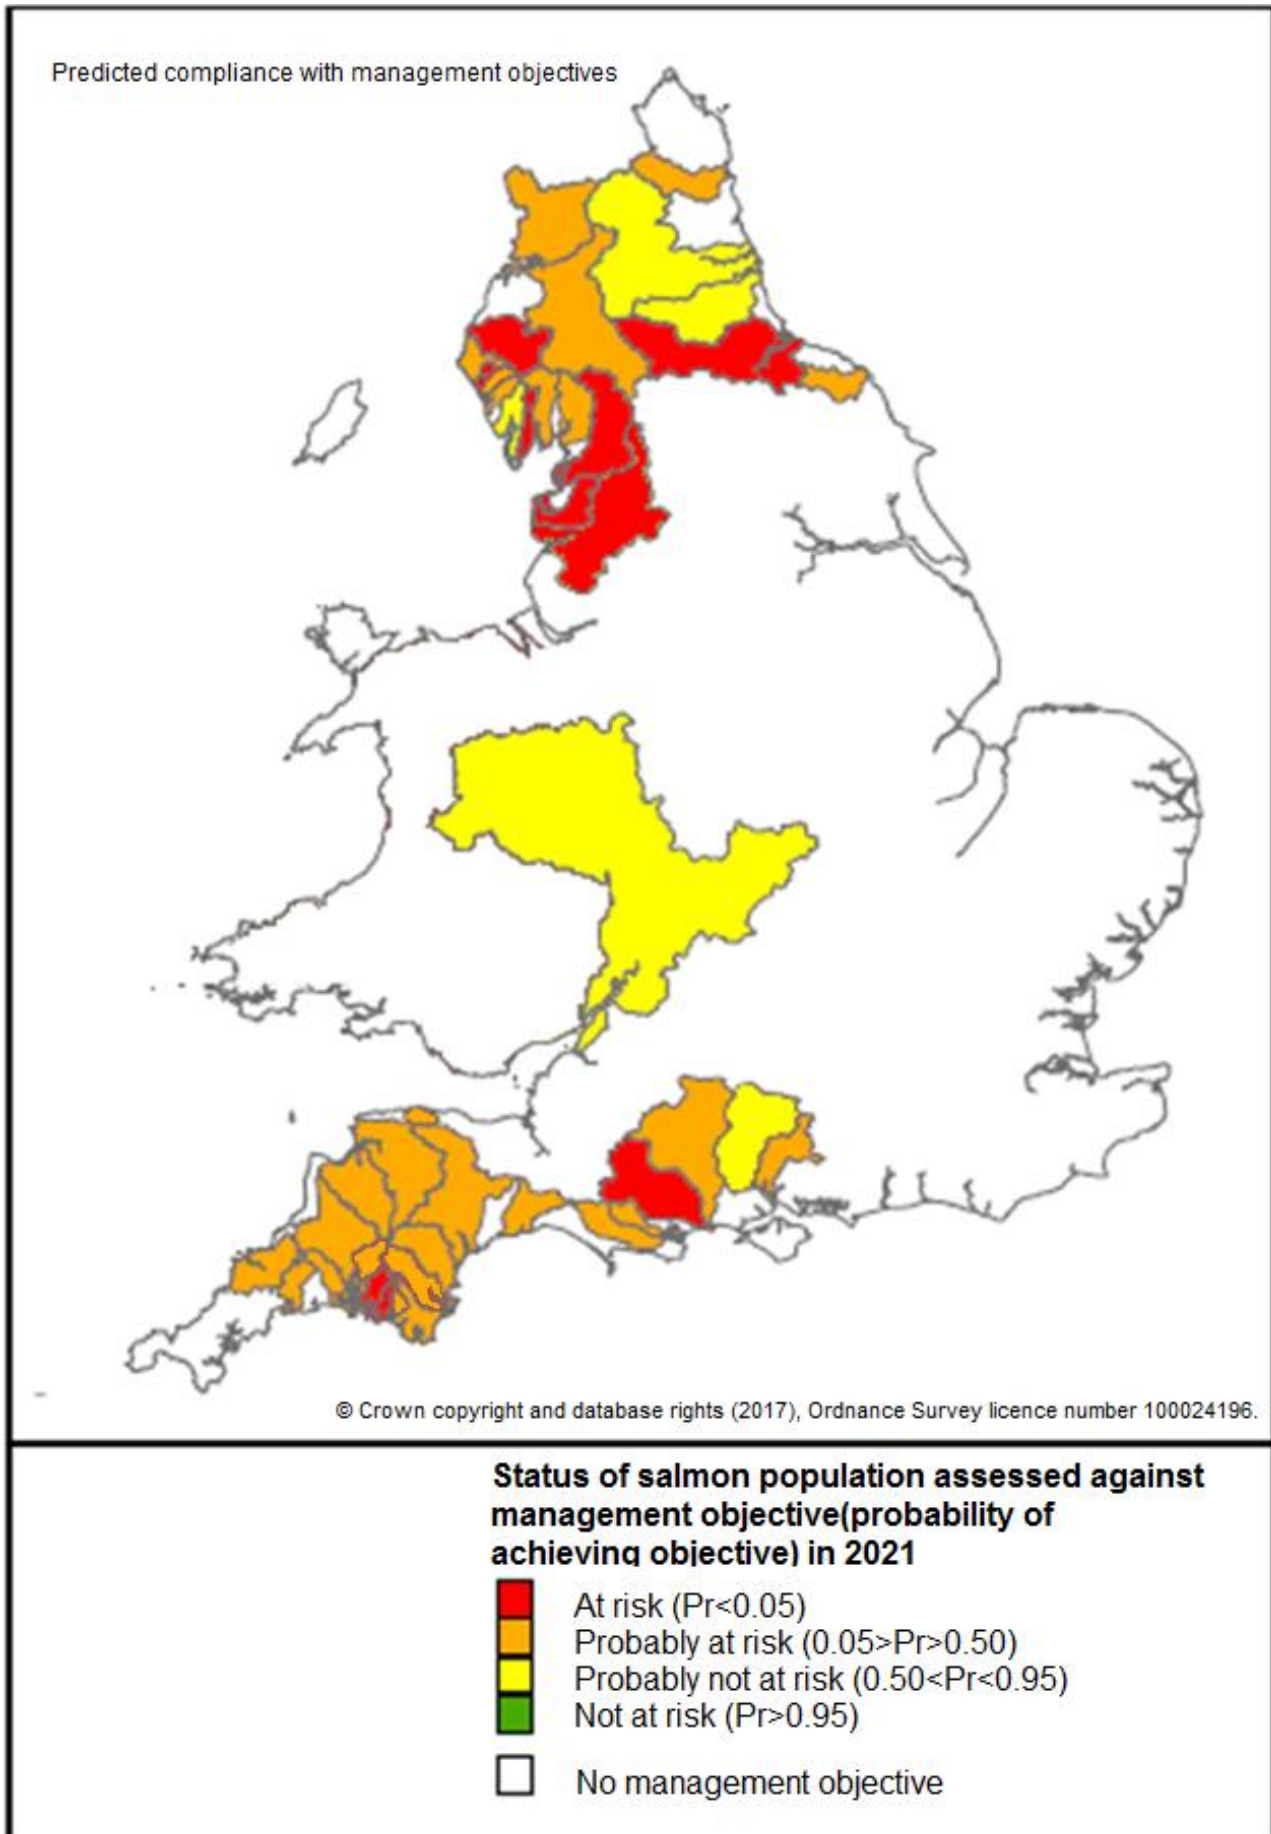 Predicted compliance with management objectives
© Crown copyright and database rights (2017), Ordnance Survey licence number 100024196.
Status of salmon population assessed against
management objective(probability of
achieving objective) in 2021
At risk (Pr<0.05)
Probably at risk (0.05>Pr>0.50)
Probably not at risk (0.50<Pr<0.95)
Not at risk (Pr>0.95)
No management objective